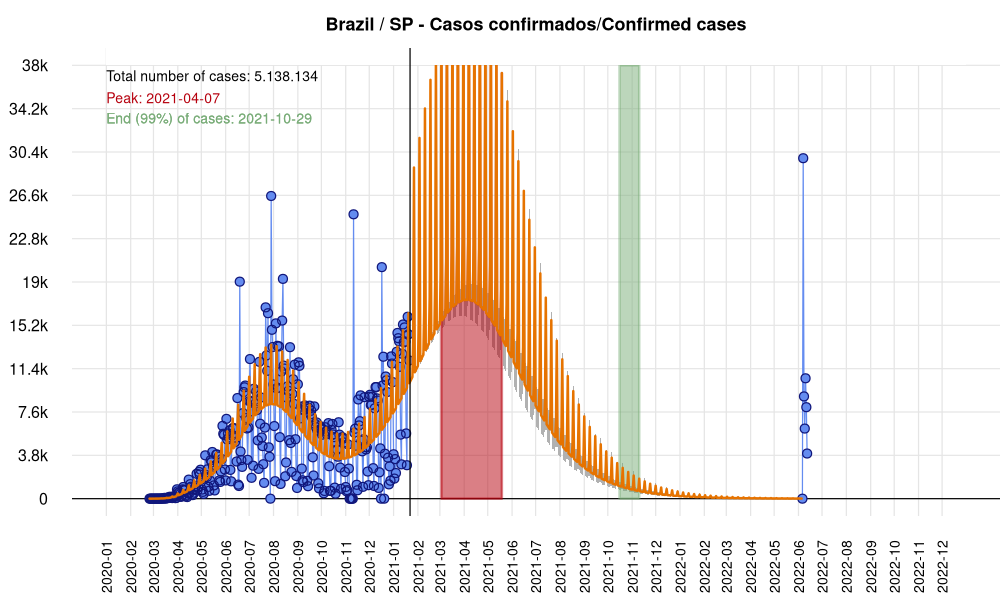 Brazil / SP - Casos confirmados/Confirmed cases
38k
34.2k
30.4k
26.6k
22.8k
19k
15.2k
11.4k
7.6k
3.8k
0
Total number of cases: 5.138.134
Peak: 2021-04-07
End (99%) of cases: 2021-10-29
2020-01
2020-02
2020-03
2020-04
2020-05
2020-06
2020-07
2020-08
2020-09
2020-10
2020-11
2020-12
2021-01
2021-02
2021-03
2021-04
2021-05
2021-06
2021-07
2021-08
2021-09
2021-10
2021-11
2021-12
2022-01
2022-02
2022-03
2022-04
2022-05
2022-06
2022-07
2022-08
2022-09
2022-10
2022-11
2022-12